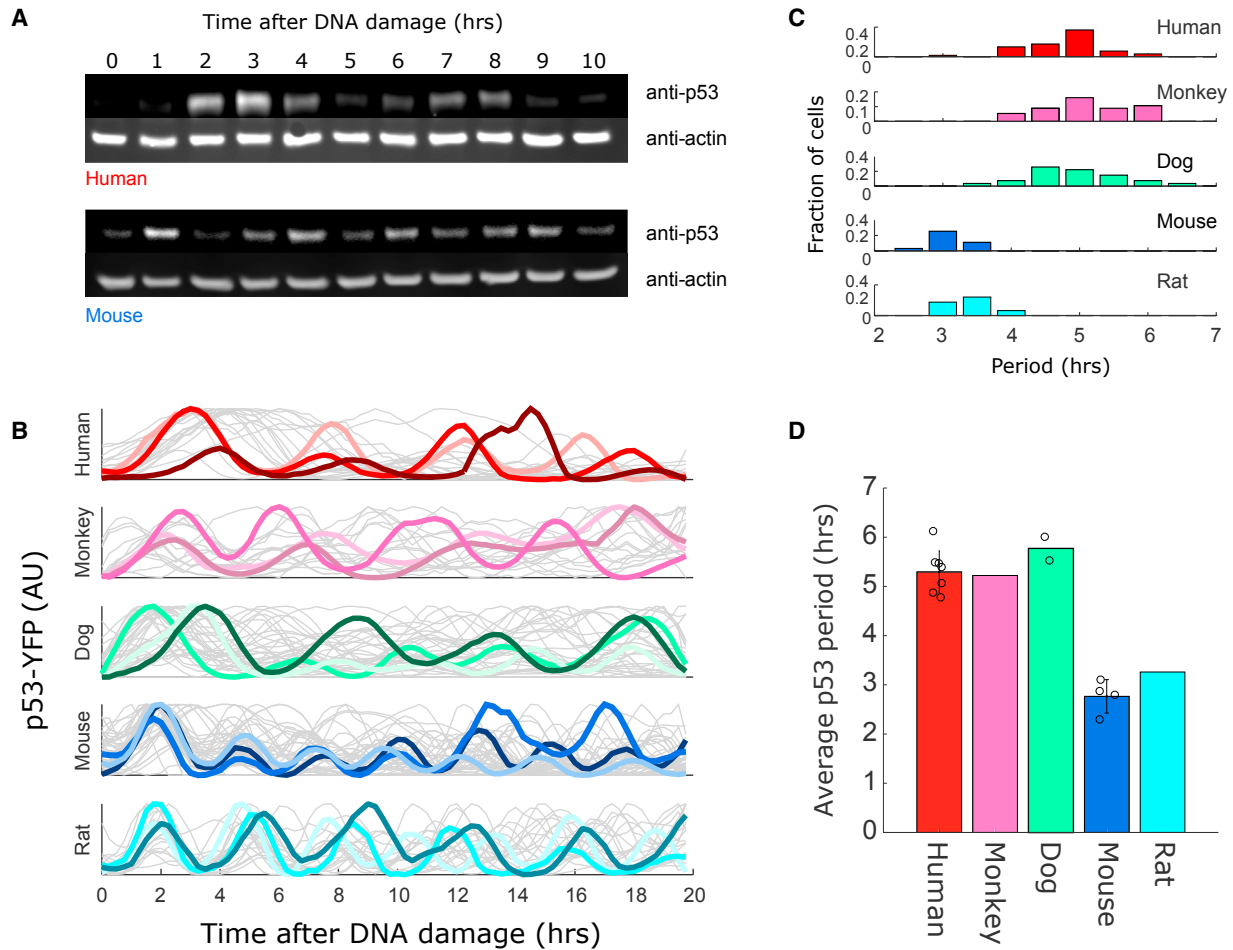 A
Time after DNA damage (hrs)
0 1 2 3 4 5 6 7 8 9 10
anti-p53
anti-actin
Human
anti-p53
anti-actin
Mouse
B
p53-YFP (AU)
Human
Monkey
Dog
Mouse
Rat
0 2 4 6 8 10 12 14 16 18 20
Time after DNA damage (hrs)
C
Fraction of cells
0.4
0.2
0
Human
0.2
0.1
0
Monkey
0.4
0.2
0
Dog
0.4
0.2
0
Mouse
0.4
0.2
0
Rat
2 3 4 5 6 7
Period (hrs)
D
Average p53 period (hrs)
7
6
5
4
3
2
1
0
Human
Monkey
Dog
Mouse
Rat